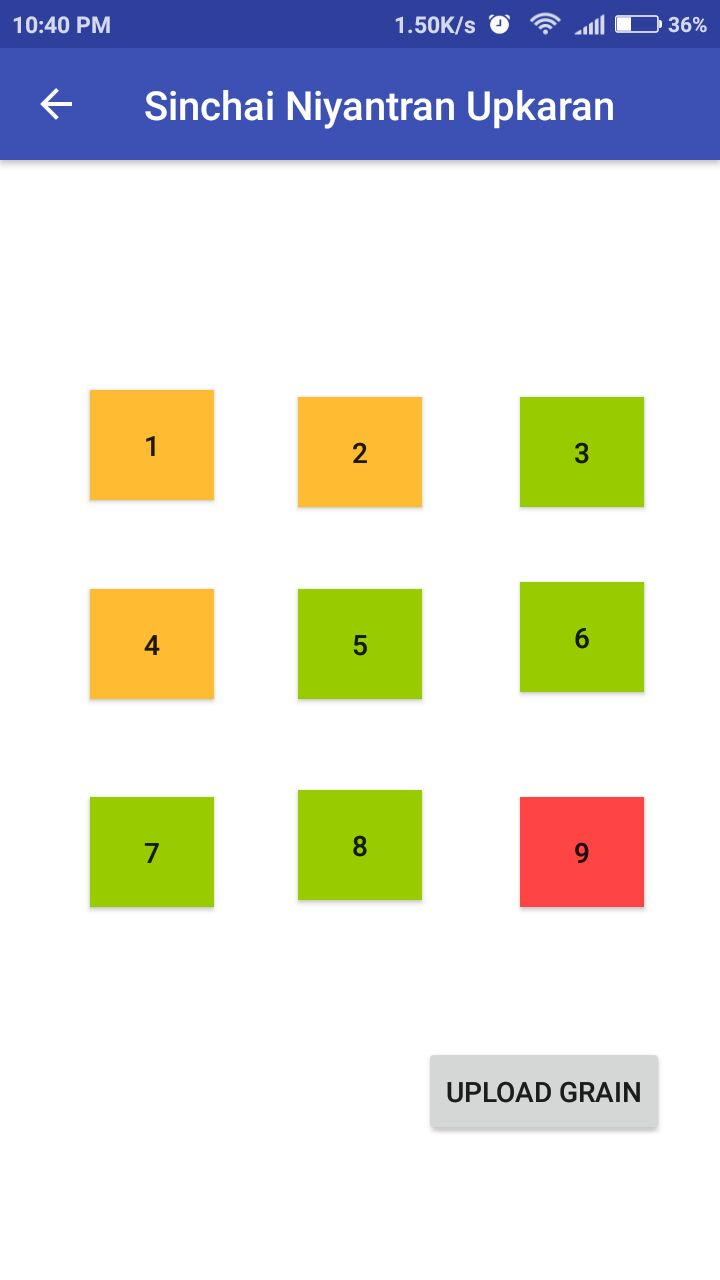 10:40 PM 1.50K/s 36%
Sinchai Niyantran Upkaran
1 2 3
4 5 6
7 8 9
UPLOAD GRAIN